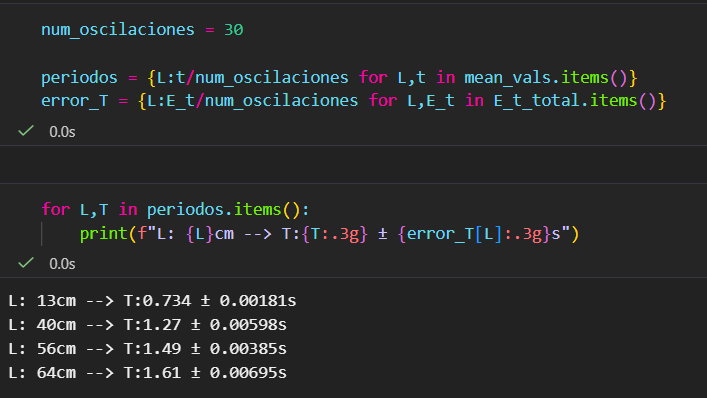 num_oscilaciones = 30
periodos = {L:t/num_oscilaciones for L,t in mean_vals.items()}
error_T = {L:E_t/num_oscilaciones for L,E_t in E_t_total.items()}
0.0s
for L,T in periodos.items():
print(f"L: {L}cm --> T:{T:.3g} ± {error_T[L]:.3g}s")
0.0s
L: 13cm --> T:0.734 ± 0.00181s
L: 40cm --> T:1.27 ± 0.00598s
L: 56cm --> T:1.49 ± 0.00385s
L: 64cm --> T:1.61 ± 0.00695s